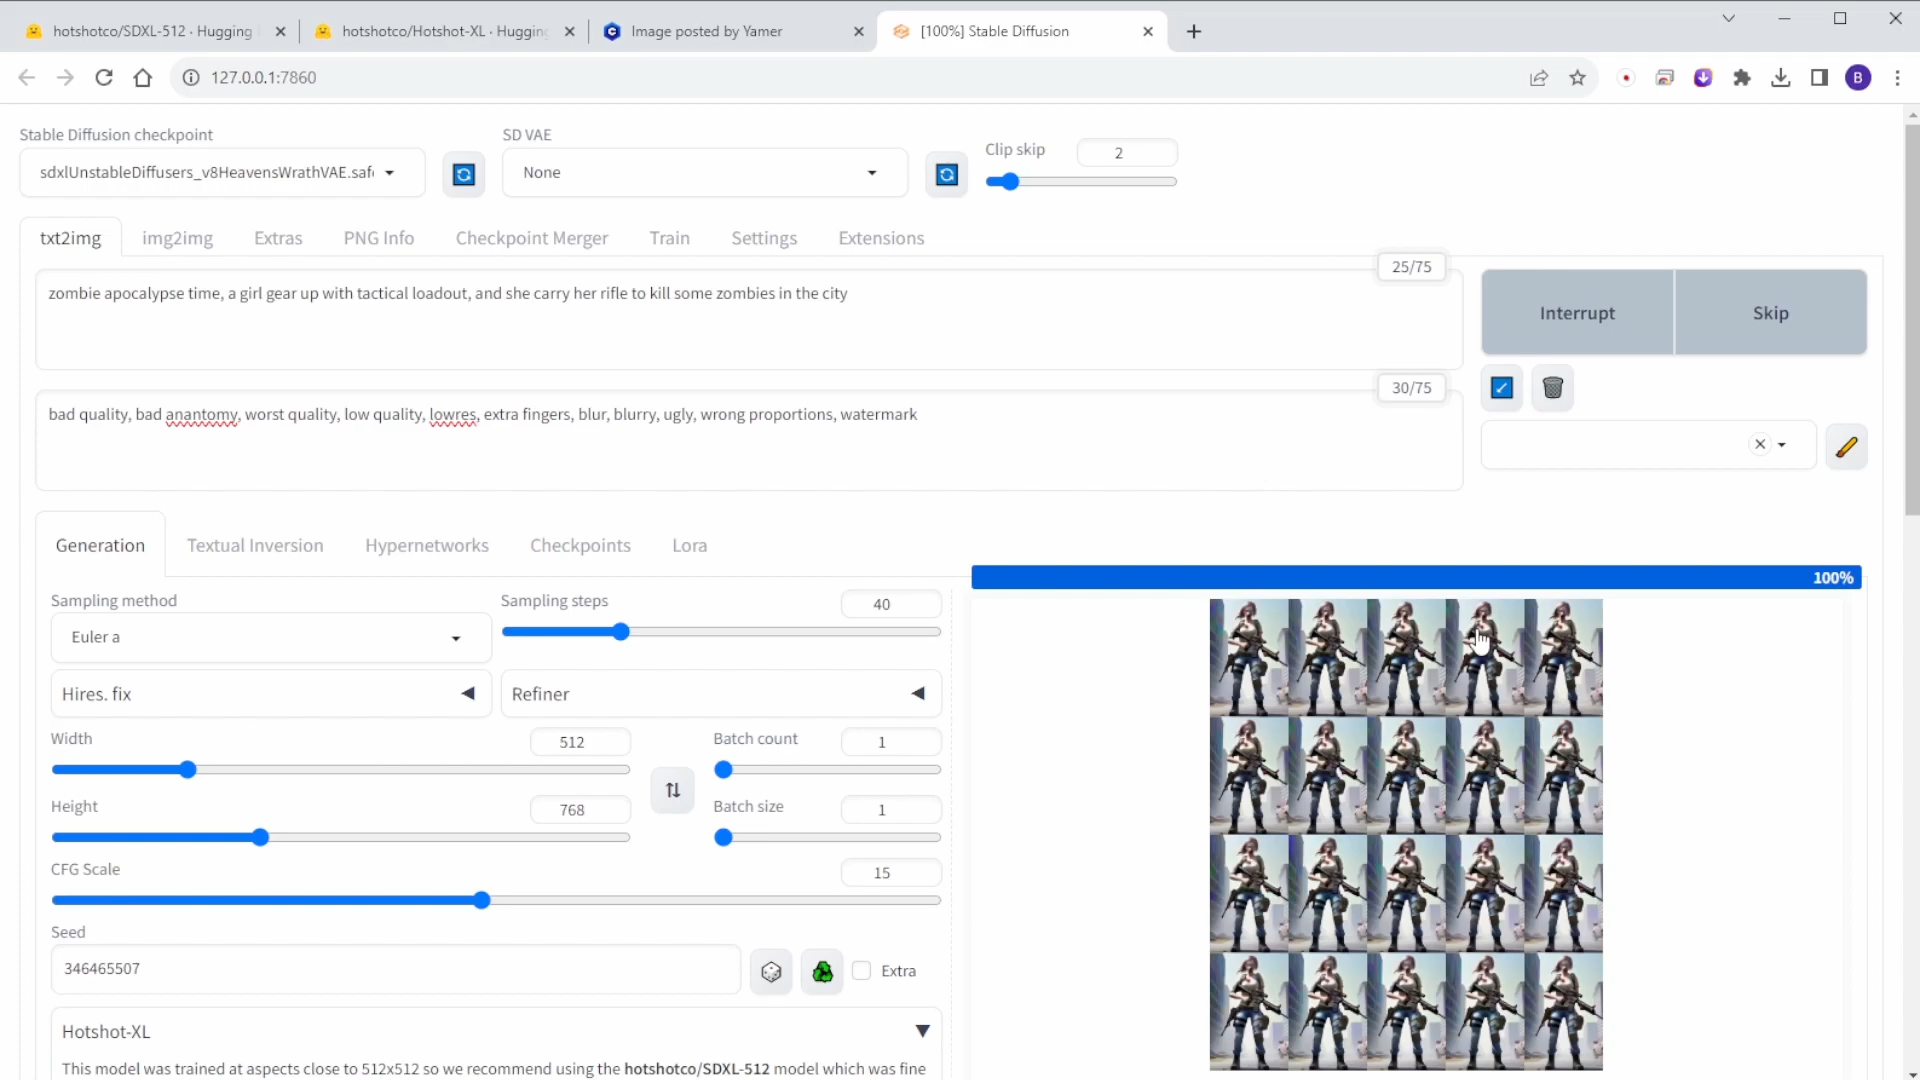 hotshotco/SDXL-512 · Hugging
hotshotco/Hotshot-XL · Hugging
Image posted by Yamer
[100%] Stable Diffusion
127.0.0.1:7860
B
Stable Diffusion checkpoint
SD VAE
Clip skip
2
sdxlUnstableDiffusers_v8HeavensWrathVAE.safe
None
txt2img
img2img
Extras
PNG Info
Checkpoint Merger
Train
Settings
Extensions
25/75
zombie apocalypse time, a girl gear up with tactical loadout, and she carry her rifle to kill some zombies in the city
Interrupt
Skip
30/75
bad quality, bad anantomy, worst quality, low quality, lowres, extra fingers, blur, blurry, ugly, wrong proportions, watermark
Generation
Textual Inversion
Hypernetworks
Checkpoints
Lora
100%
Sampling method
Sampling steps
40
Euler a
Hires. fix
Refiner
Width
512
Batch count
1
Height
768
Batch size
1
CFG Scale
15
Seed
346465507
Extra
Hotshot-XL
This model was trained at aspects close to 512x512 so we recommend using the hotshotco/SDXL-512 model which was fine